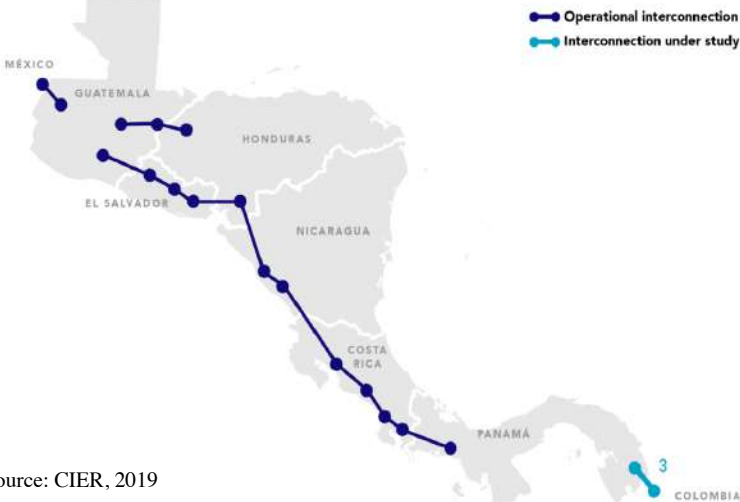 Operational interconnection
Interconnection under study
MÉXICO
GUATEMALA
HONDURAS
EL SALVADOR
NICARAGUA
COSTA
RICA
PANAMÁ
3
COLOMBIA
ource: CIER, 2019